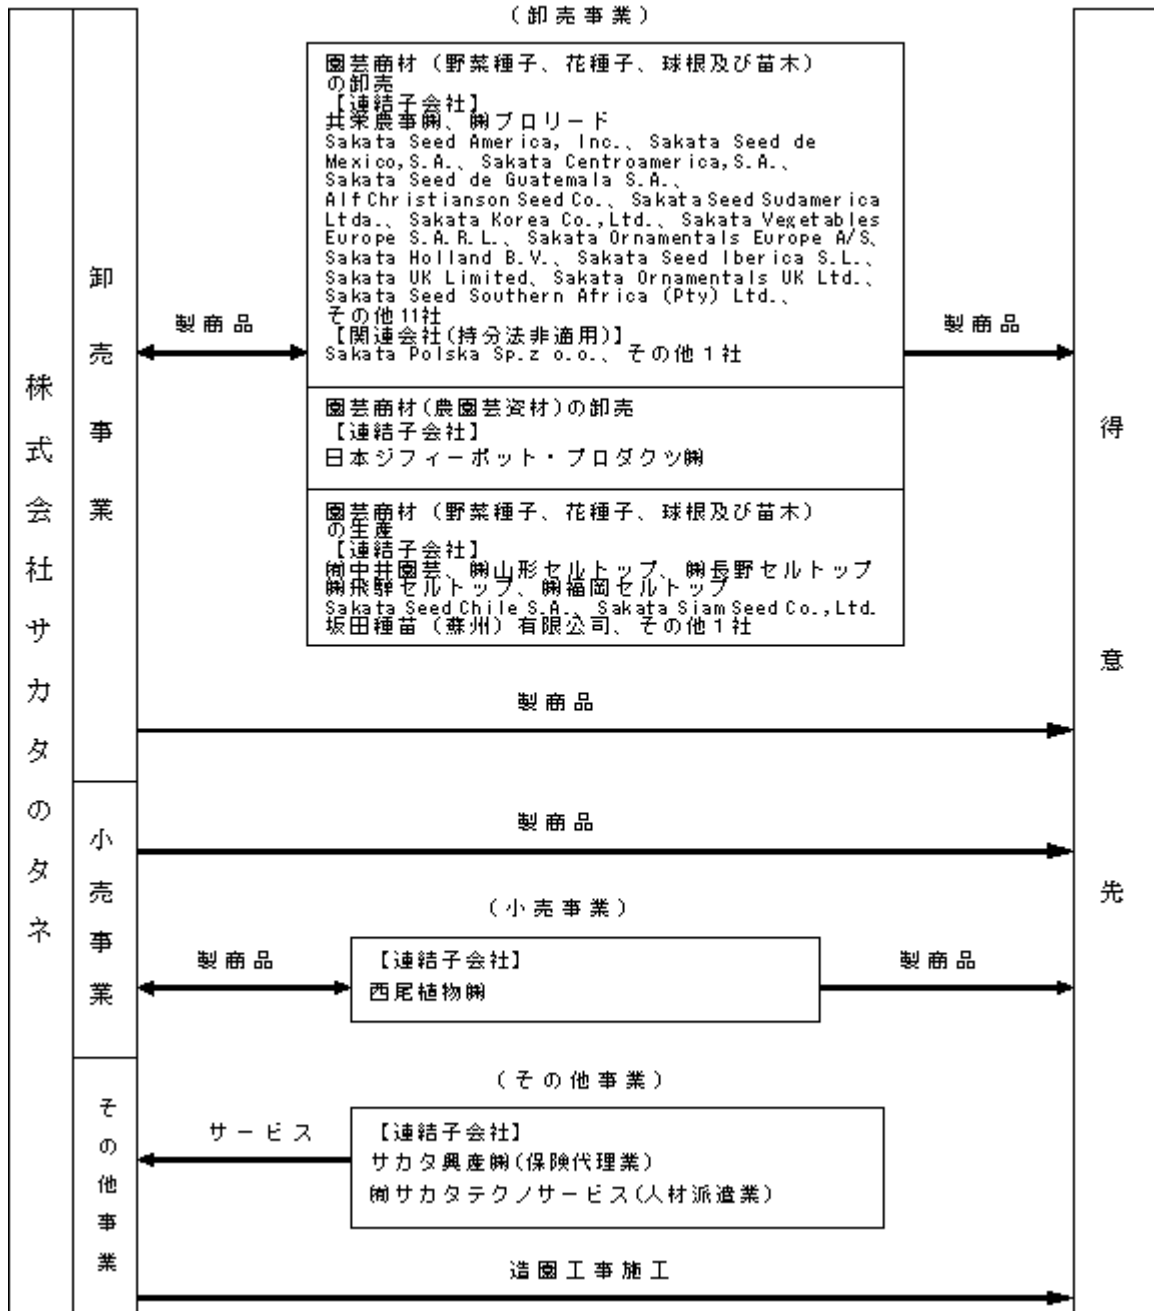 株式会社サカタのタネ
卸売事業
(卸売事業)
園芸商材（野菜種子、花種子、球根及び苗木）
の卸売
【連結子会社】
共栄農事㈱、㈱ブロリード
Sakata Seed America, Inc.、Sakata Seed de
Mexico,S.A.、Sakata Centroamerica,S.A.、
Sakata Seed de Guatemala S.A.、
Alf Christianson Seed Co.、Sakata Seed Sudamerica
Ltda.、Sakata Korea Co.,Ltd.、Sakata Vegetables
Europe S.A.R.L.、Sakata Ornamentals Europe A/S、
Sakata Holland B.V.、Sakata Seed Iberica S.L.、
Sakata UK Limited、Sakata Ornamentals UK Ltd.、
Sakata Seed Southern Africa (Pty) Ltd.、
その他11社
【関連会社(持分法非適用)】
Sakata Polska Sp.z o.o.、その他１社
製商品
製商品
園芸商材(農園芸資材)の卸売
【連結子会社】
日本ジフィーポット・プロダクツ㈱
園芸商材（野菜種子、花種子、球根及び苗木）
の生産
【連結子会社】
㈲中井園芸、㈱山形セルトップ、㈱長野セルトップ
㈱飛騨セルトップ、㈱福岡セルトップ
Sakata Seed Chile S.A.、Sakata Siam Seed Co.,Ltd.
坂田種苗（蘇州）有限公司、その他１社
製商品
小売事業
製商品
(小売事業)
製商品
【連結子会社】
西尾植物㈱
製商品
その他事業
(その他事業)
サービス
【連結子会社】
サカタ興産㈱(保険代理業)
㈲サカタテクノサービス(人材派遣業)
造園工事施工
得意先